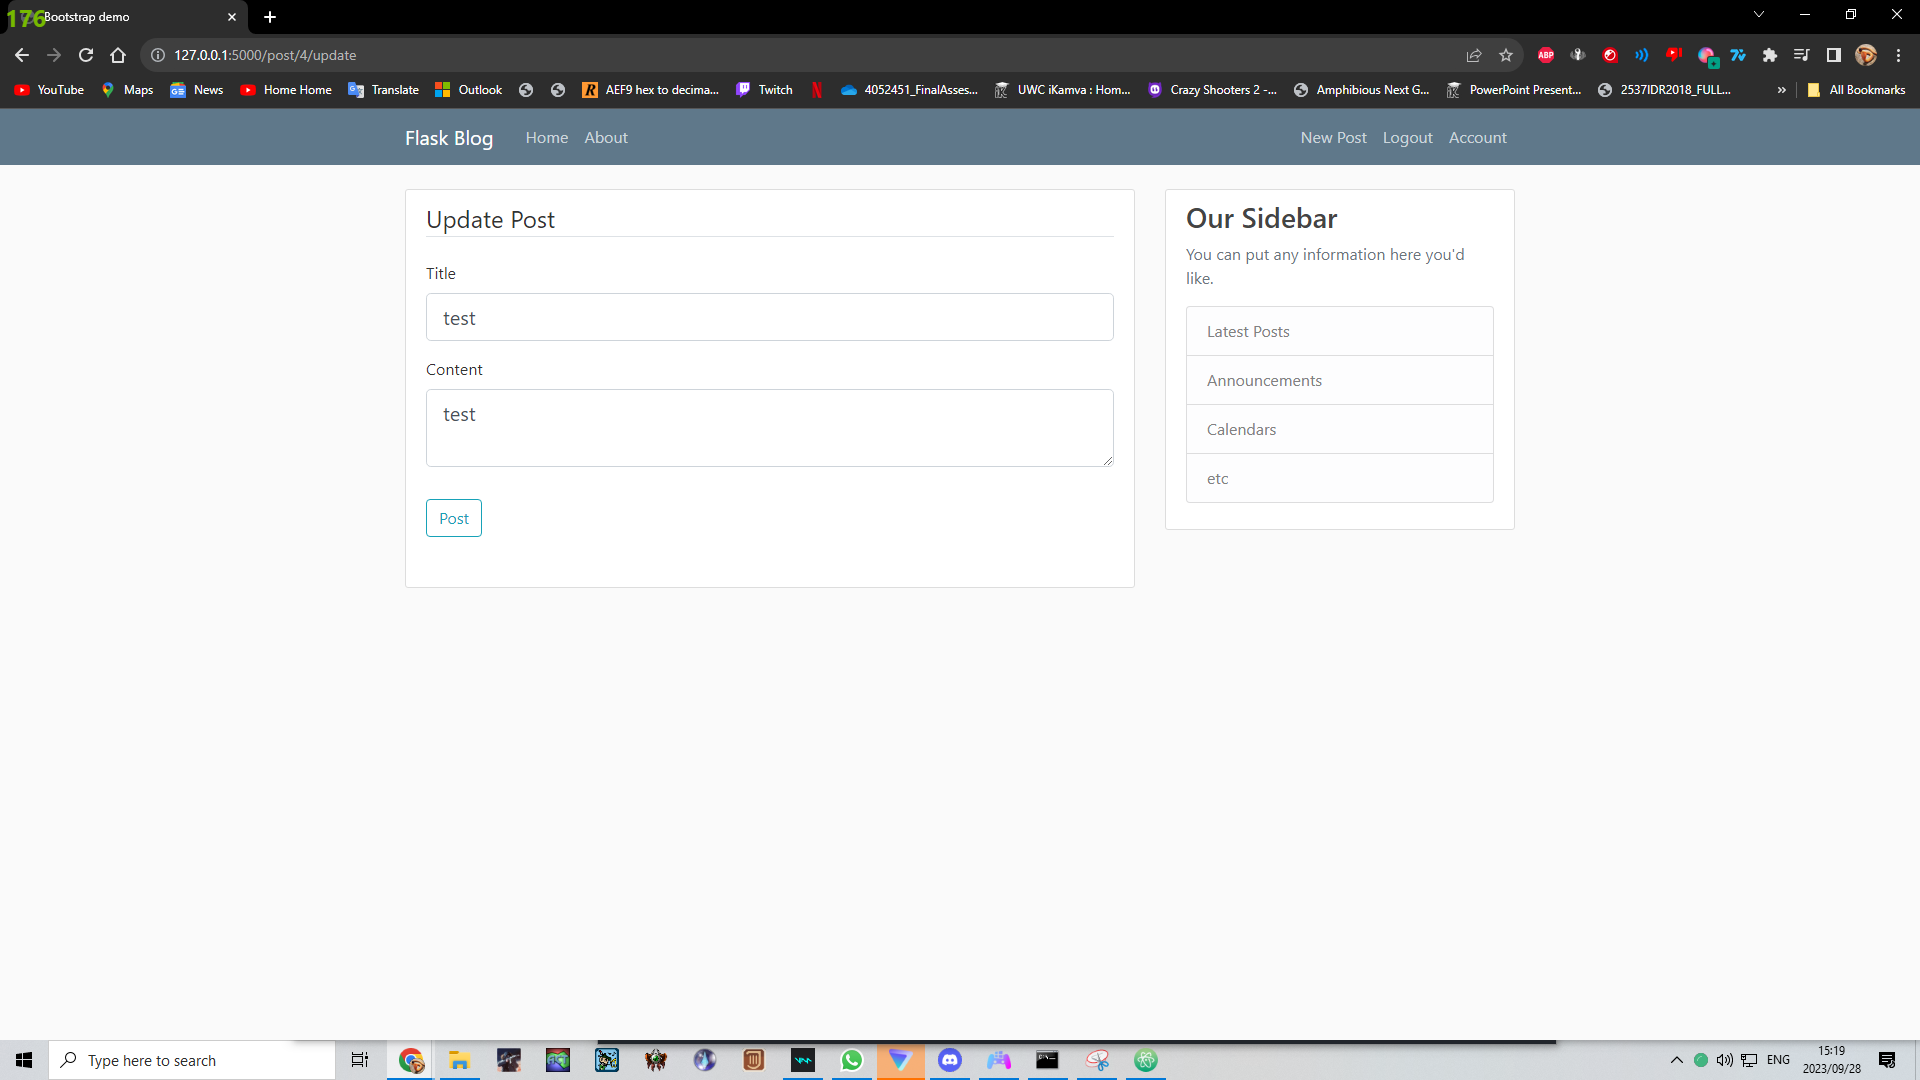 176
Bootstrap demo
127.0.0.1:5000/post/4/update
ABP
YouTube Maps News Home Home Translate Outlook AEF9 hex to decima... Twitch 4052451_FinalAsses... UWC iKamva : Hom... Crazy Shooters 2 -... Amphibious Next G... PowerPoint Present... 2537IDR2018_FULL... » All Bookmarks
Flask Blog Home About New Post Logout Account
Update Post
Title
test
Content
test
Post
Our Sidebar
You can put any information here you'd
like.
Latest Posts
Announcements
Calendars
etc
Type here to search
ENG
15:19
2023/09/28